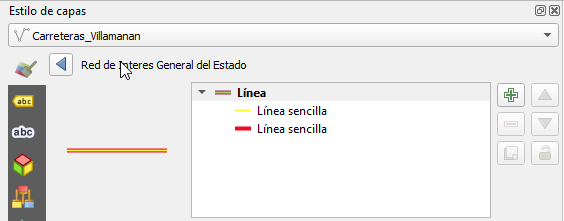 Estilo de capas
Carreteras_Villamanan
Red de Interes General del Estado
Línea
Línea sencilla
Línea sencilla
abc
abc